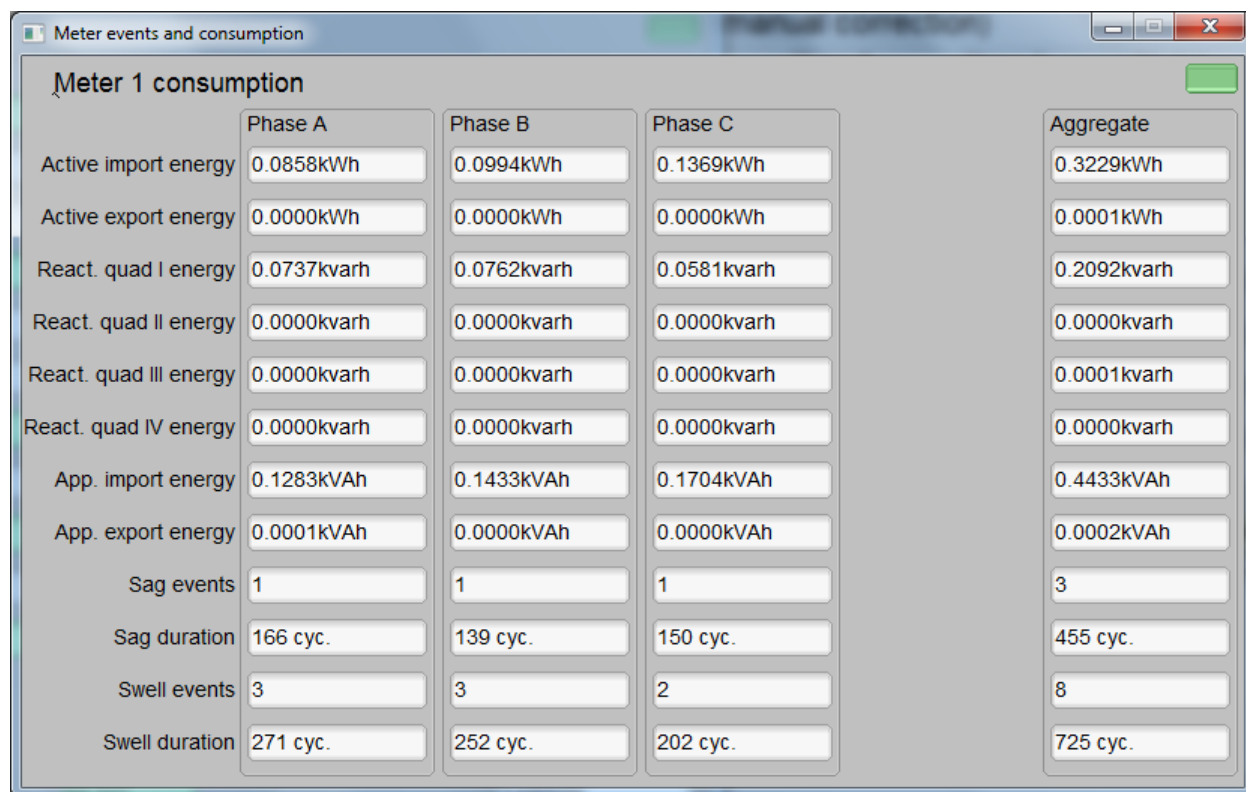 manual correction)
Meter events and consumption
Meter 1 consumption
Phase A Phase B Phase C Aggregate
Active import energy 0.0858kWh 0.0994kWh 0.1369kWh 0.3229kWh
Active export energy 0.0000kWh 0.0000kWh 0.0000kWh 0.0001kWh
React. quad I energy 0.0737kvarh 0.0762kvarh 0.0581kvarh 0.2092kvarh
React. quad II energy 0.0000kvarh 0.0000kvarh 0.0000kvarh 0.0000kvarh
React. quad III energy 0.0000kvarh 0.0000kvarh 0.0000kvarh 0.0001kvarh
React. quad IV energy 0.0000kvarh 0.0000kvarh 0.0000kvarh 0.0000kvarh
App. import energy 0.1283kVAh 0.1433kVAh 0.1704kVAh 0.4433kVAh
App. export energy 0.0001kVAh 0.0000kVAh 0.0000kVAh 0.0002kVAh
Sag events 1 1 1 3
Sag duration 166 cyc. 139 cyc. 150 cyc. 455 cyc.
Swell events 3 3 2 8
Swell duration 271 cyc. 252 cyc. 202 cyc. 725 cyc.